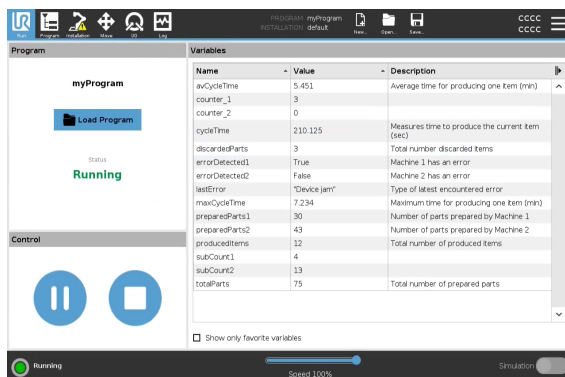 UR
PROGRAM myProgram
INSTALLATION default
CCCC
CCCC
Run Program Installation Move I/O Log New... Open... Save...
Program
Variables
myProgram
Load Program
Status
Running
Control
Name Value Description
avCycleTime 5.451 Average time for producing one item (min)
counter_1 3
counter_2 0
cycleTime 210.125 Measures time to produce the current item (sec)
discardedParts 3 Total number discarded items
errorDetected1 True Machine 1 has an error
errorDetected2 False Machine 2 has an error
lastError "Device jam" Type of latest encountered error
maxCycleTime 7.234 Maximum time for producing one item (min)
preparedParts1 30 Number of parts prepared by Machine 1
preparedParts2 43 Number of parts prepared by Machine 2
producedItems 12 Total number of produced items
subCount1 4
subCount2 13
totalParts 75 Total number of prepared parts
Show only favorite variables
Running
Speed 100%
Simulation